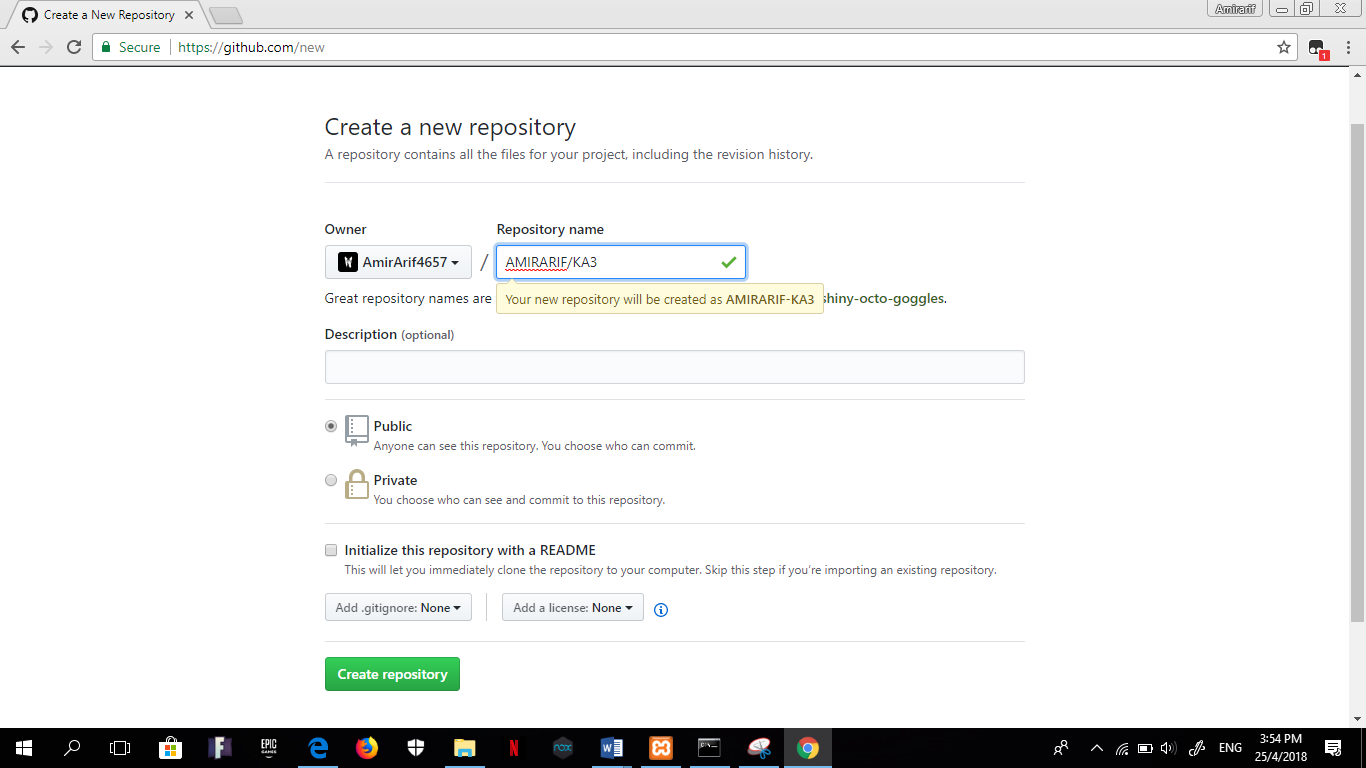 Create a New Repository
Amirarif
Secure
https://github.com/new
1
Create a new repository
A repository contains all the files for your project, including the revision history.
Owner
Repository name
AmirArif4657
/
AMIRARIF/KA3
Great repository names are
Your new repository will be created as AMIRARIF-KA3
shiny-octo-goggles.
Description (optional)
Public
Anyone can see this repository. You choose who can commit.
Private
You choose who can see and commit to this repository.
Initialize this repository with a README
This will let you immediately clone the repository to your computer. Skip this step if you're importing an existing repository.
Add .gitignore: None
Add a license: None
Create repository
EPIC
GAMES
nox
ENG
3:54 PM
25/4/2018